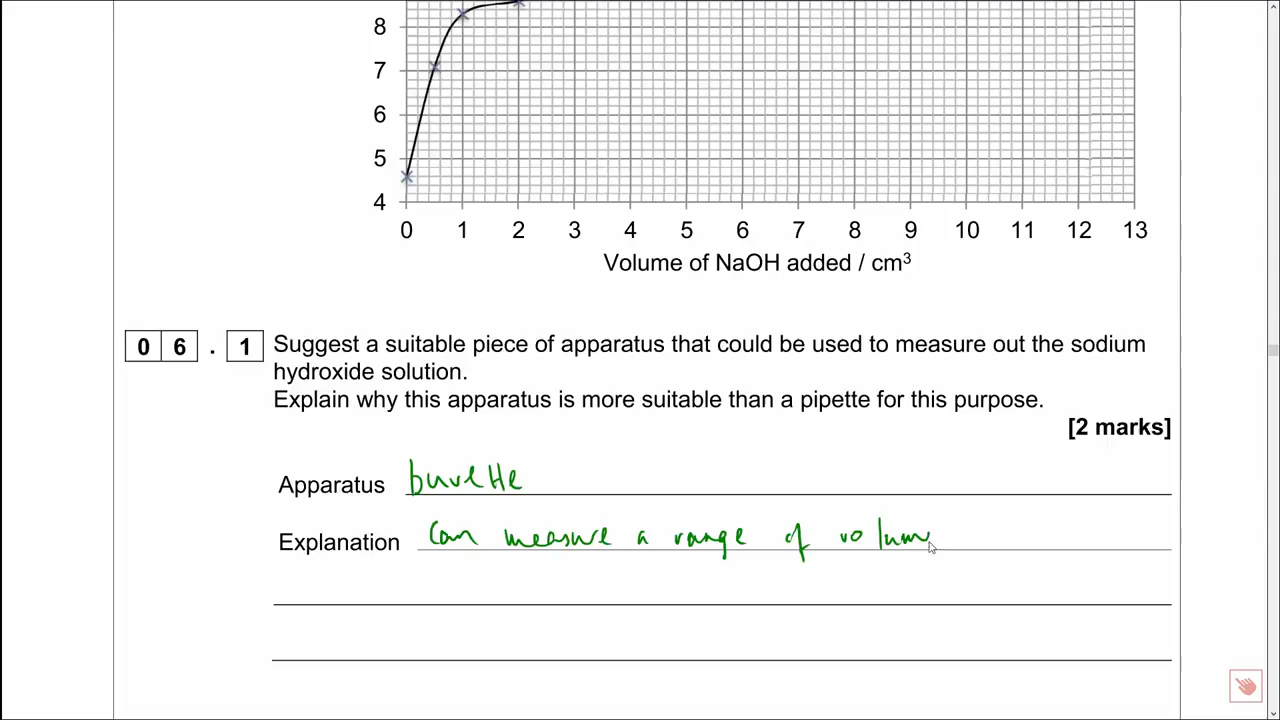 8
7
6
5
4
0 1 2 3 4 5 6 7 8 9 10 11 12 13
Volume of NaOH added / cm³
0 6 . 1 Suggest a suitable piece of apparatus that could be used to measure out the sodium
hydroxide solution.
Explain why this apparatus is more suitable than a pipette for this purpose.
[2 marks]
Apparatus burette
Explanation Can measure a range of volum